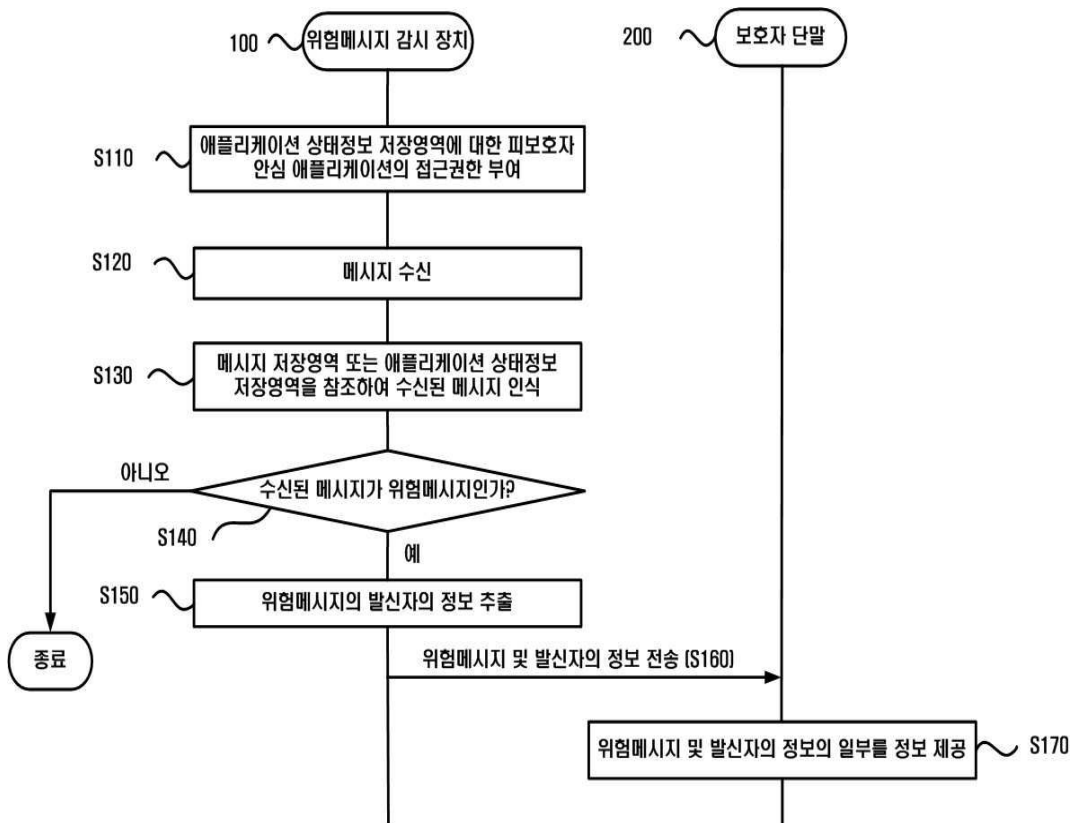 100
위험메시지 감시 장치
200
보호자 단말
S110
애플리케이션 상태정보 저장영역에 대한 피보호자
안심 애플리케이션의 접근권한 부여
S120
메시지 수신
S130
메시지 저장영역 또는 애플리케이션 상태정보
저장영역을 참조하여 수신된 메시지 인식
아니오
수신된 메시지가 위험메시지인가?
S140
예
S150
위험메시지의 발신자의 정보 추출
종료
위험메시지 및 발신자의 정보 전송 (S160)
위험메시지 및 발신자의 정보의 일부를 정보 제공
S170